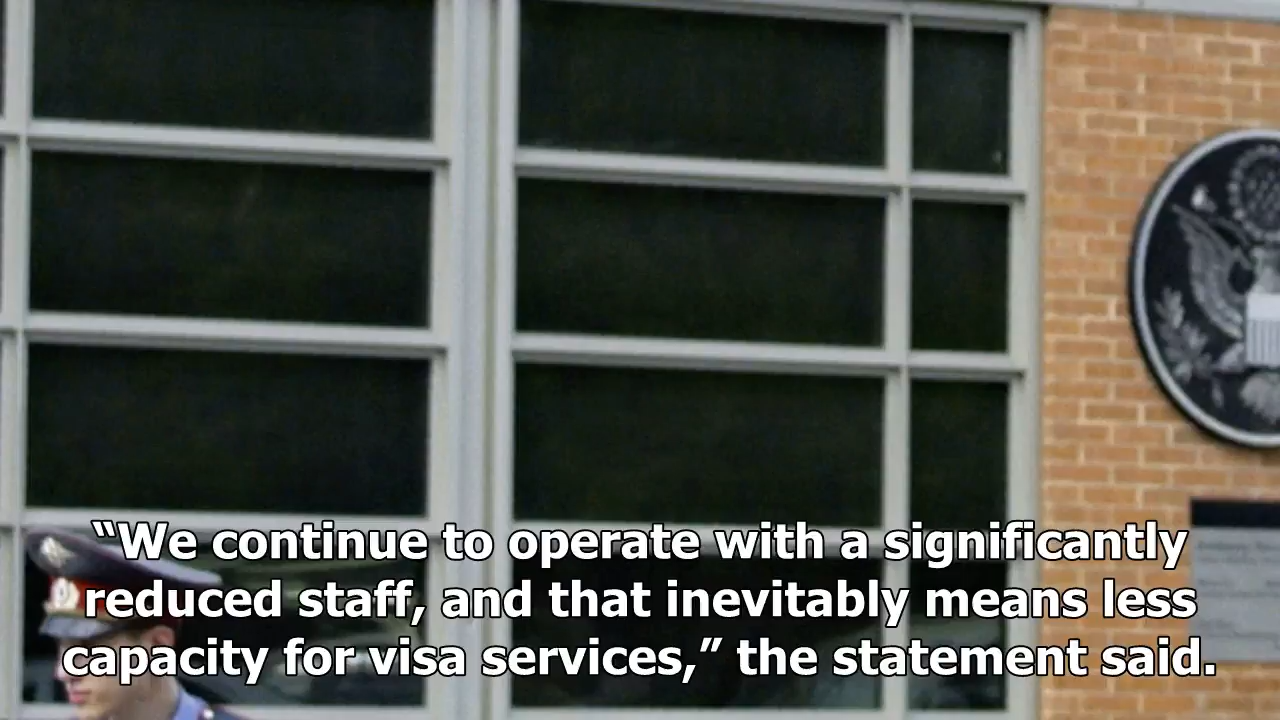 “We continue to operate with a significantly
reduced staff, and that inevitably means less
capacity for visa services,” the statement said.